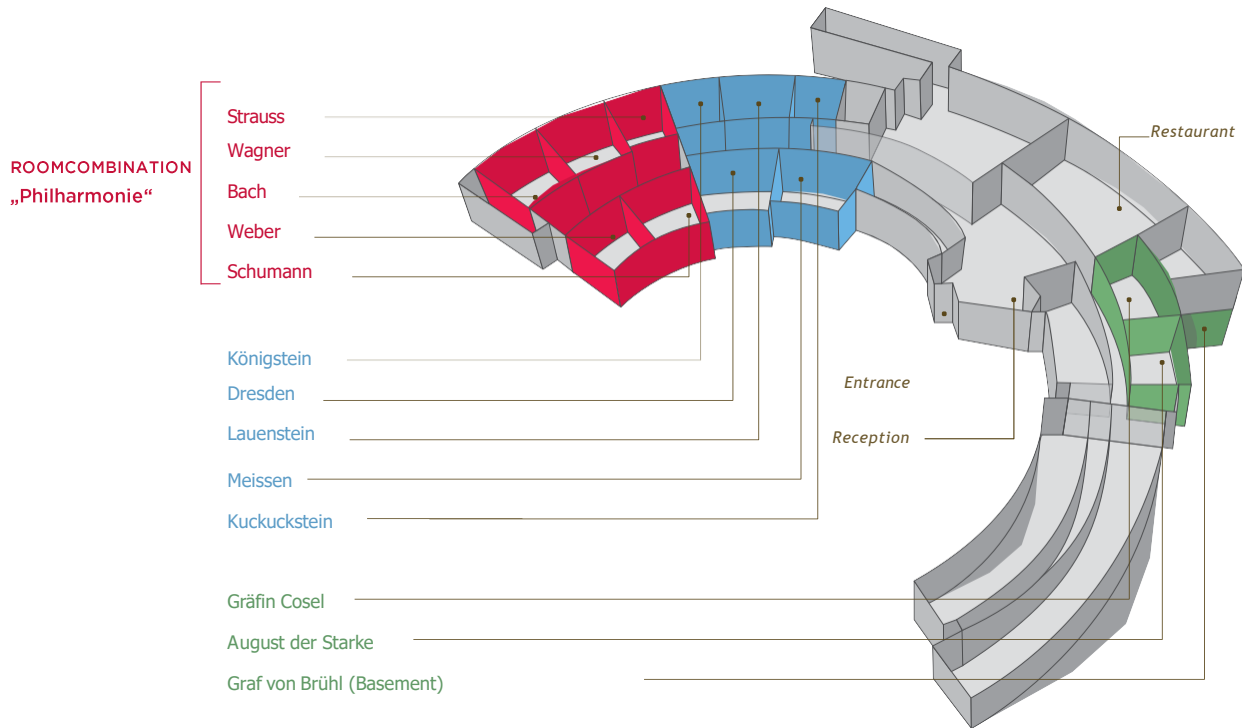 Strauss
Wagner
ROOMCOMBINATION
„Philharmonie“
Bach
Weber
Schumann
Königstein
Dresden
Lauenstein
Meissen
Kuckuckstein
Gräfin Cosel
August der Starke
Graf von Brühl (Basement)
Restaurant
Entrance
Reception